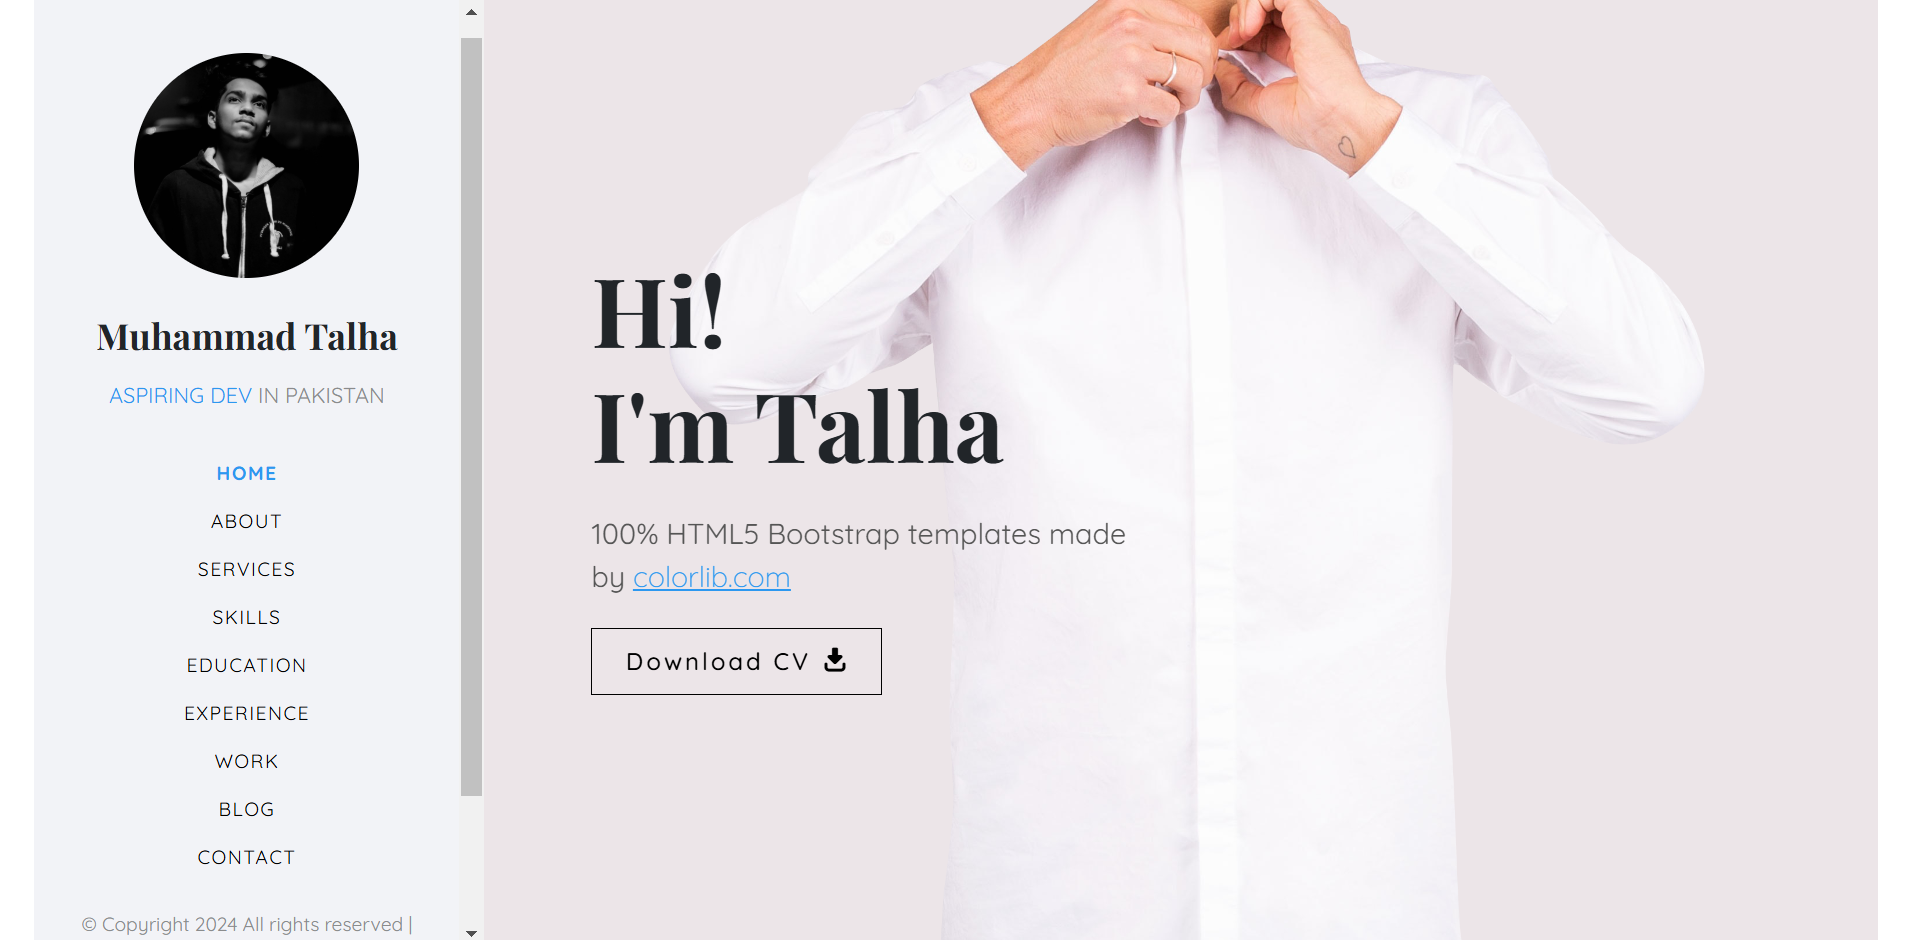 Muhammad Talha
ASPIRING DEV IN PAKISTAN
HOME
ABOUT
SERVICES
SKILLS
EDUCATION
EXPERIENCE
WORK
BLOG
CONTACT
© Copyright 2024 All rights reserved |
Hi!
I'm Talha
100% HTML5 Bootstrap templates made
by colorlib.com
Download CV